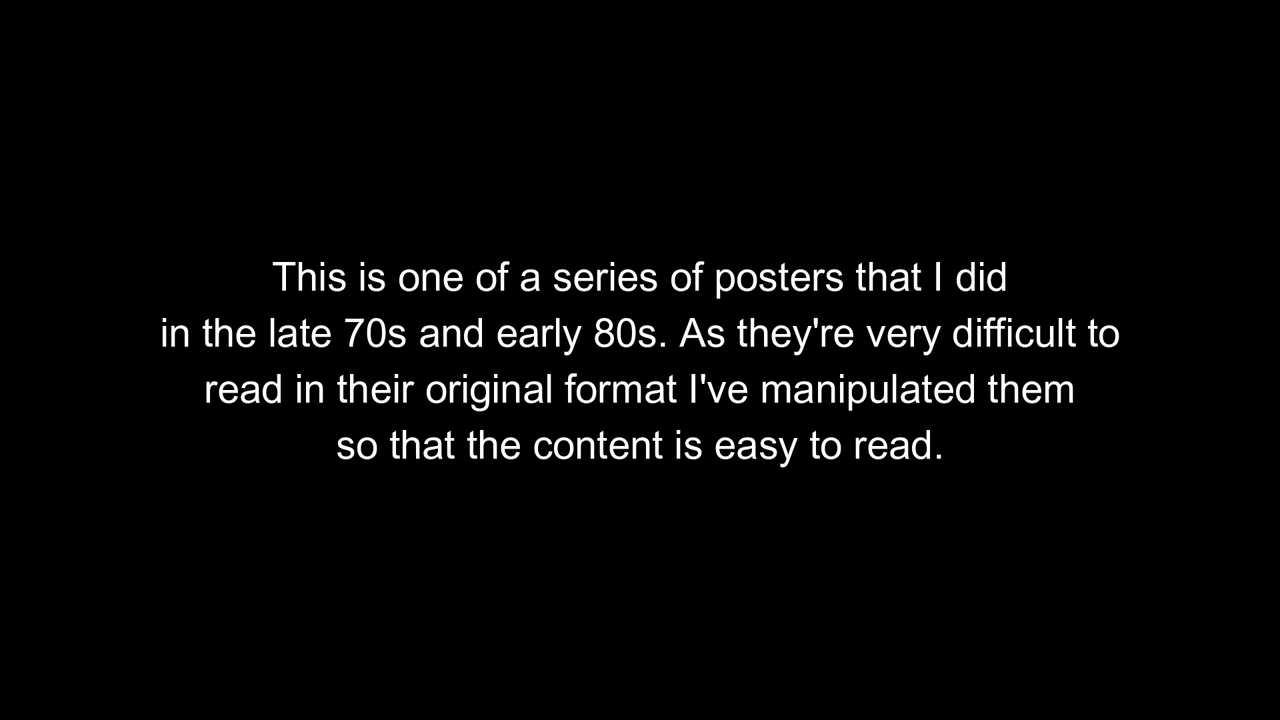 This is one of a series of posters that I did
in the late 70s and early 80s. As they're very difficult to
read in their original format I've manipulated them
so that the content is easy to read.